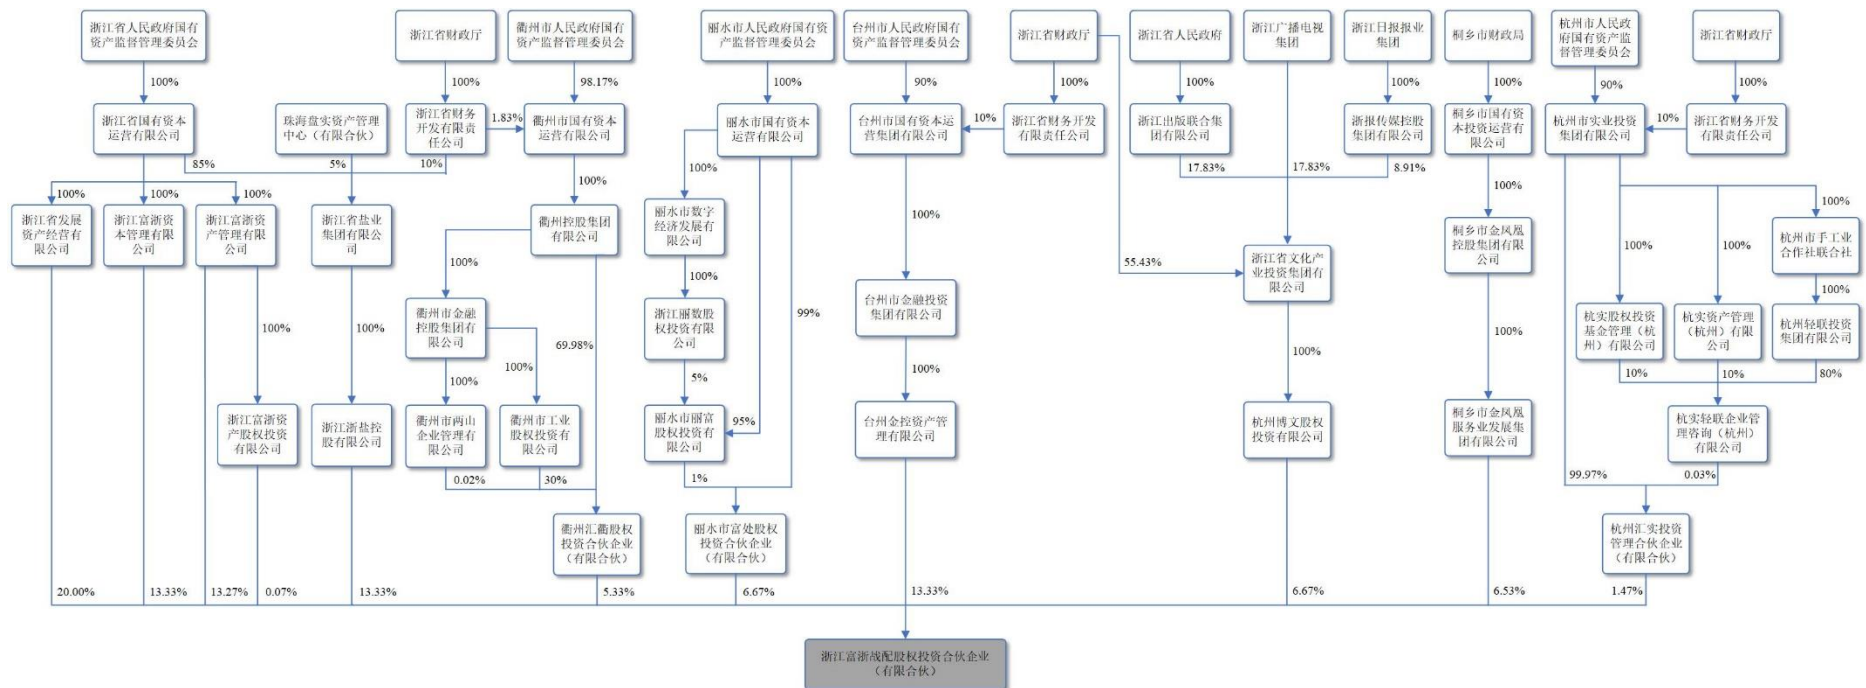 浙江省人民政府国有
资产监督管理委员会
浙江省财政厅
衢州市人民政府国有
资产监督管理委员会
丽水市人民政府国有资
产监督管理委员会
台州市人民政府国有资
产监督管理委员会
浙江省财政厅
浙江省人民政府
浙江广播电视
集团
浙江日报报业
集团
桐乡市财政局
杭州市人民政
府国有资产监
督管理委员会
浙江省财政厅
100%
100%
98.17%
100%
90%
100%
100%
100%
100%
90%
100%
浙江省国有资本
运营有限公司
珠海盘实资产管理
中心（有限合伙）
浙江省财务
开发有限责
任公司
1.83%
衢州市国有资本
运营有限公司
丽水市国有资本
运营有限公司
台州市国有资本运
营集团有限公司
10%
浙江省财务开发有
限责任公司
浙江出版联合集
团有限公司
浙报传媒控股
集团有限公司
桐乡市国有资
本投资运营有
限公司
杭州市实业投资
集团有限公司
10%
浙江省财务开发有
限责任公司
85%
5%
10%
17.83%
17.83%
8.91%
100%
100%
100%
100%
100%
100%
100%
100%
浙江省发展
资产经营有
限公司
浙江富浙资
本管理有限
公司
浙江富浙资
产管理有限
公司
浙江省盐业
集团有限公
司
衢州控股集团
有限公司
丽水市数字
经济发展有
限公司
100%
桐乡市金凤凰
控股集团有限
公司
100%
100%
杭州市手工业
合作社联合社
55.43%
浙江省文化产
业投资集团有
限公司
100%
100%
100%
衢州市金融
控股集团有
限公司
浙江丽数股
权投资有限
公司
99%
台州市金融投资
集团有限公司
杭实股权投资
基金管理（杭
州）有限公司
杭实资产管理
（杭州）有限
公司
杭州轻联投资
集团有限公司
100%
100%
69.98%
100%
100%
100%
100%
100%
5%
10%
10%
80%
浙江富浙资
产股权投资
有限公司
浙江浙盐控
股有限公司
衢州市两山
企业管理有
限公司
衢州市工业
股权投资有
限公司
丽水市丽富
股权投资有
限公司
95%
台州金控资产管
理有限公司
杭州博文股权
投资有限公司
桐乡市金凤凰
服务业发展集
团有限公司
杭实轻联企业管
理咨询（杭州）
有限公司
0.02%
30%
1%
99.97%
0.03%
衢州汇衢股权
投资合伙企业
（有限合伙）
丽水市富处股权
投资合伙企业
（有限合伙）
杭州汇实投资
管理合伙企业
（有限合伙）
20.00%
13.33%
13.27%
0.07%
13.33%
5.33%
6.67%
13.33%
6.67%
6.53%
1.47%
浙江富浙战配股权投资合伙企业
（有限合伙）